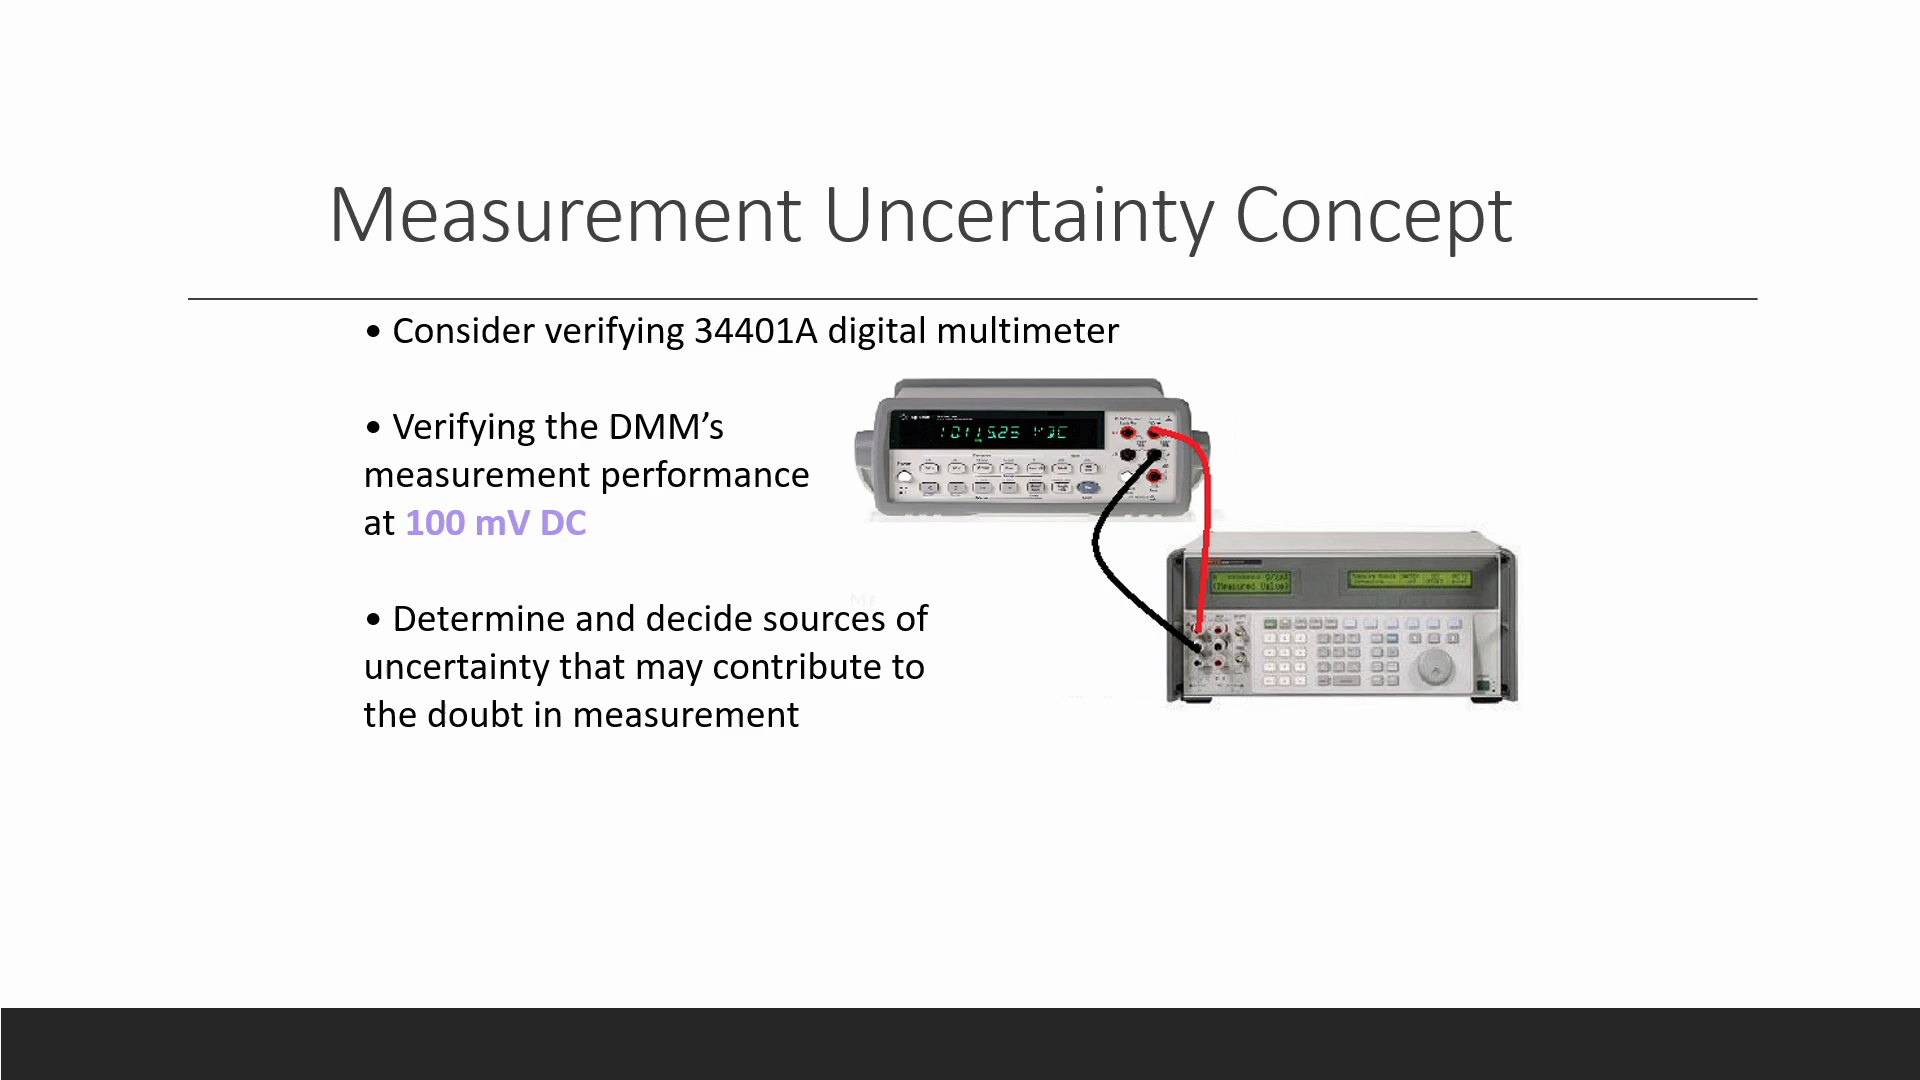 Measurement Uncertainty Concept
• Consider verifying 34401A digital multimeter
• Verifying the DMM’s
measurement performance
at 100 mV DC
• Determine and decide sources of
uncertainty that may contribute to
the doubt in measurement